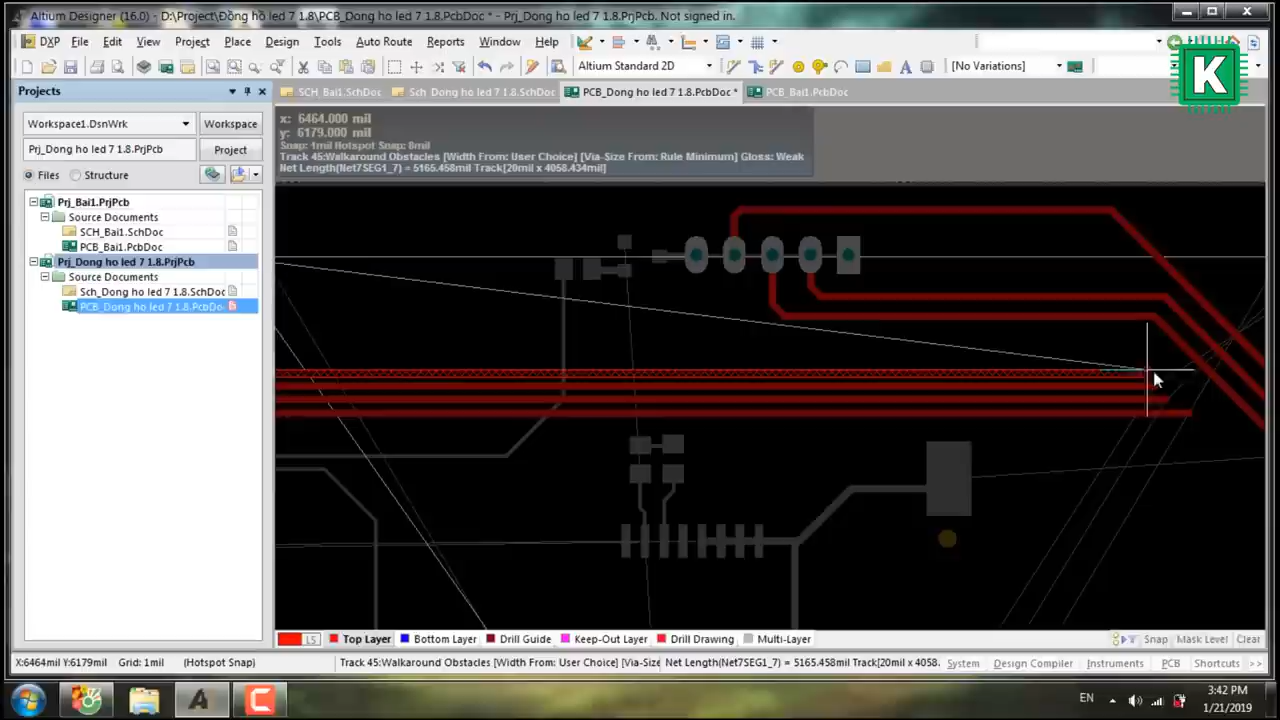 Altium Designer (16.0) - D:\Project\Đồng hồ led 7 1.8\PCB_Dong ho led 7 1.8.PcbDoc * - Prj_Dong ho led 7 1.8.PrjPcb. Not signed in.
DXP File Edit View Project Place Design Tools Auto Route Reports Window Help
Altium Standard 2D [No Variations]
K
Projects
SCH_Bai1.SchDoc Sch_Dong ho led 7 1.8.SchDoc PCB_Dong ho led 7 1.8.PcbDoc * PCB_Bai1.PcbDoc
Workspace1.DsnWrk Workspace
Prj_Dong ho led 7 1.8.PrjPcb Project
Files Structure
x: 6464.000 mil
y: 6179.000 mil
Snap: 1mil Hotspot Snap: 8mil
Track 45:Walkaround Obstacles [Width From: User Choice] [Via-Size From: Rule Minimum] Gloss: Weak
Net Length(Net7SEG1_7) = 5165.458mil Track[20mil x 4058.434mil]
Prj_Bai1.PrjPcb
Source Documents
SCH_Bai1.SchDoc
PCB_Bai1.PcbDoc
Prj_Dong ho led 7 1.8.PrjPcb
Source Documents
Sch_Dong ho led 7 1.8.SchDoc
PCB_Dong ho led 7 1.8.PcbDo
LS Top Layer Bottom Layer Drill Guide Keep-Out Layer Drill Drawing Multi-Layer Snap Mask Level Clear
X:6464mil Y:6179mil Grid: 1mil (Hotspot Snap) Track 45:Walkaround Obstacles [Width From: User Choice] [Via-Size Net Length(Net7SEG1_7) = 5165.458mil Track[20mil x 4058. System Design Compiler Instruments PCB Shortcuts >>
EN 3:42 PM
1/21/2019